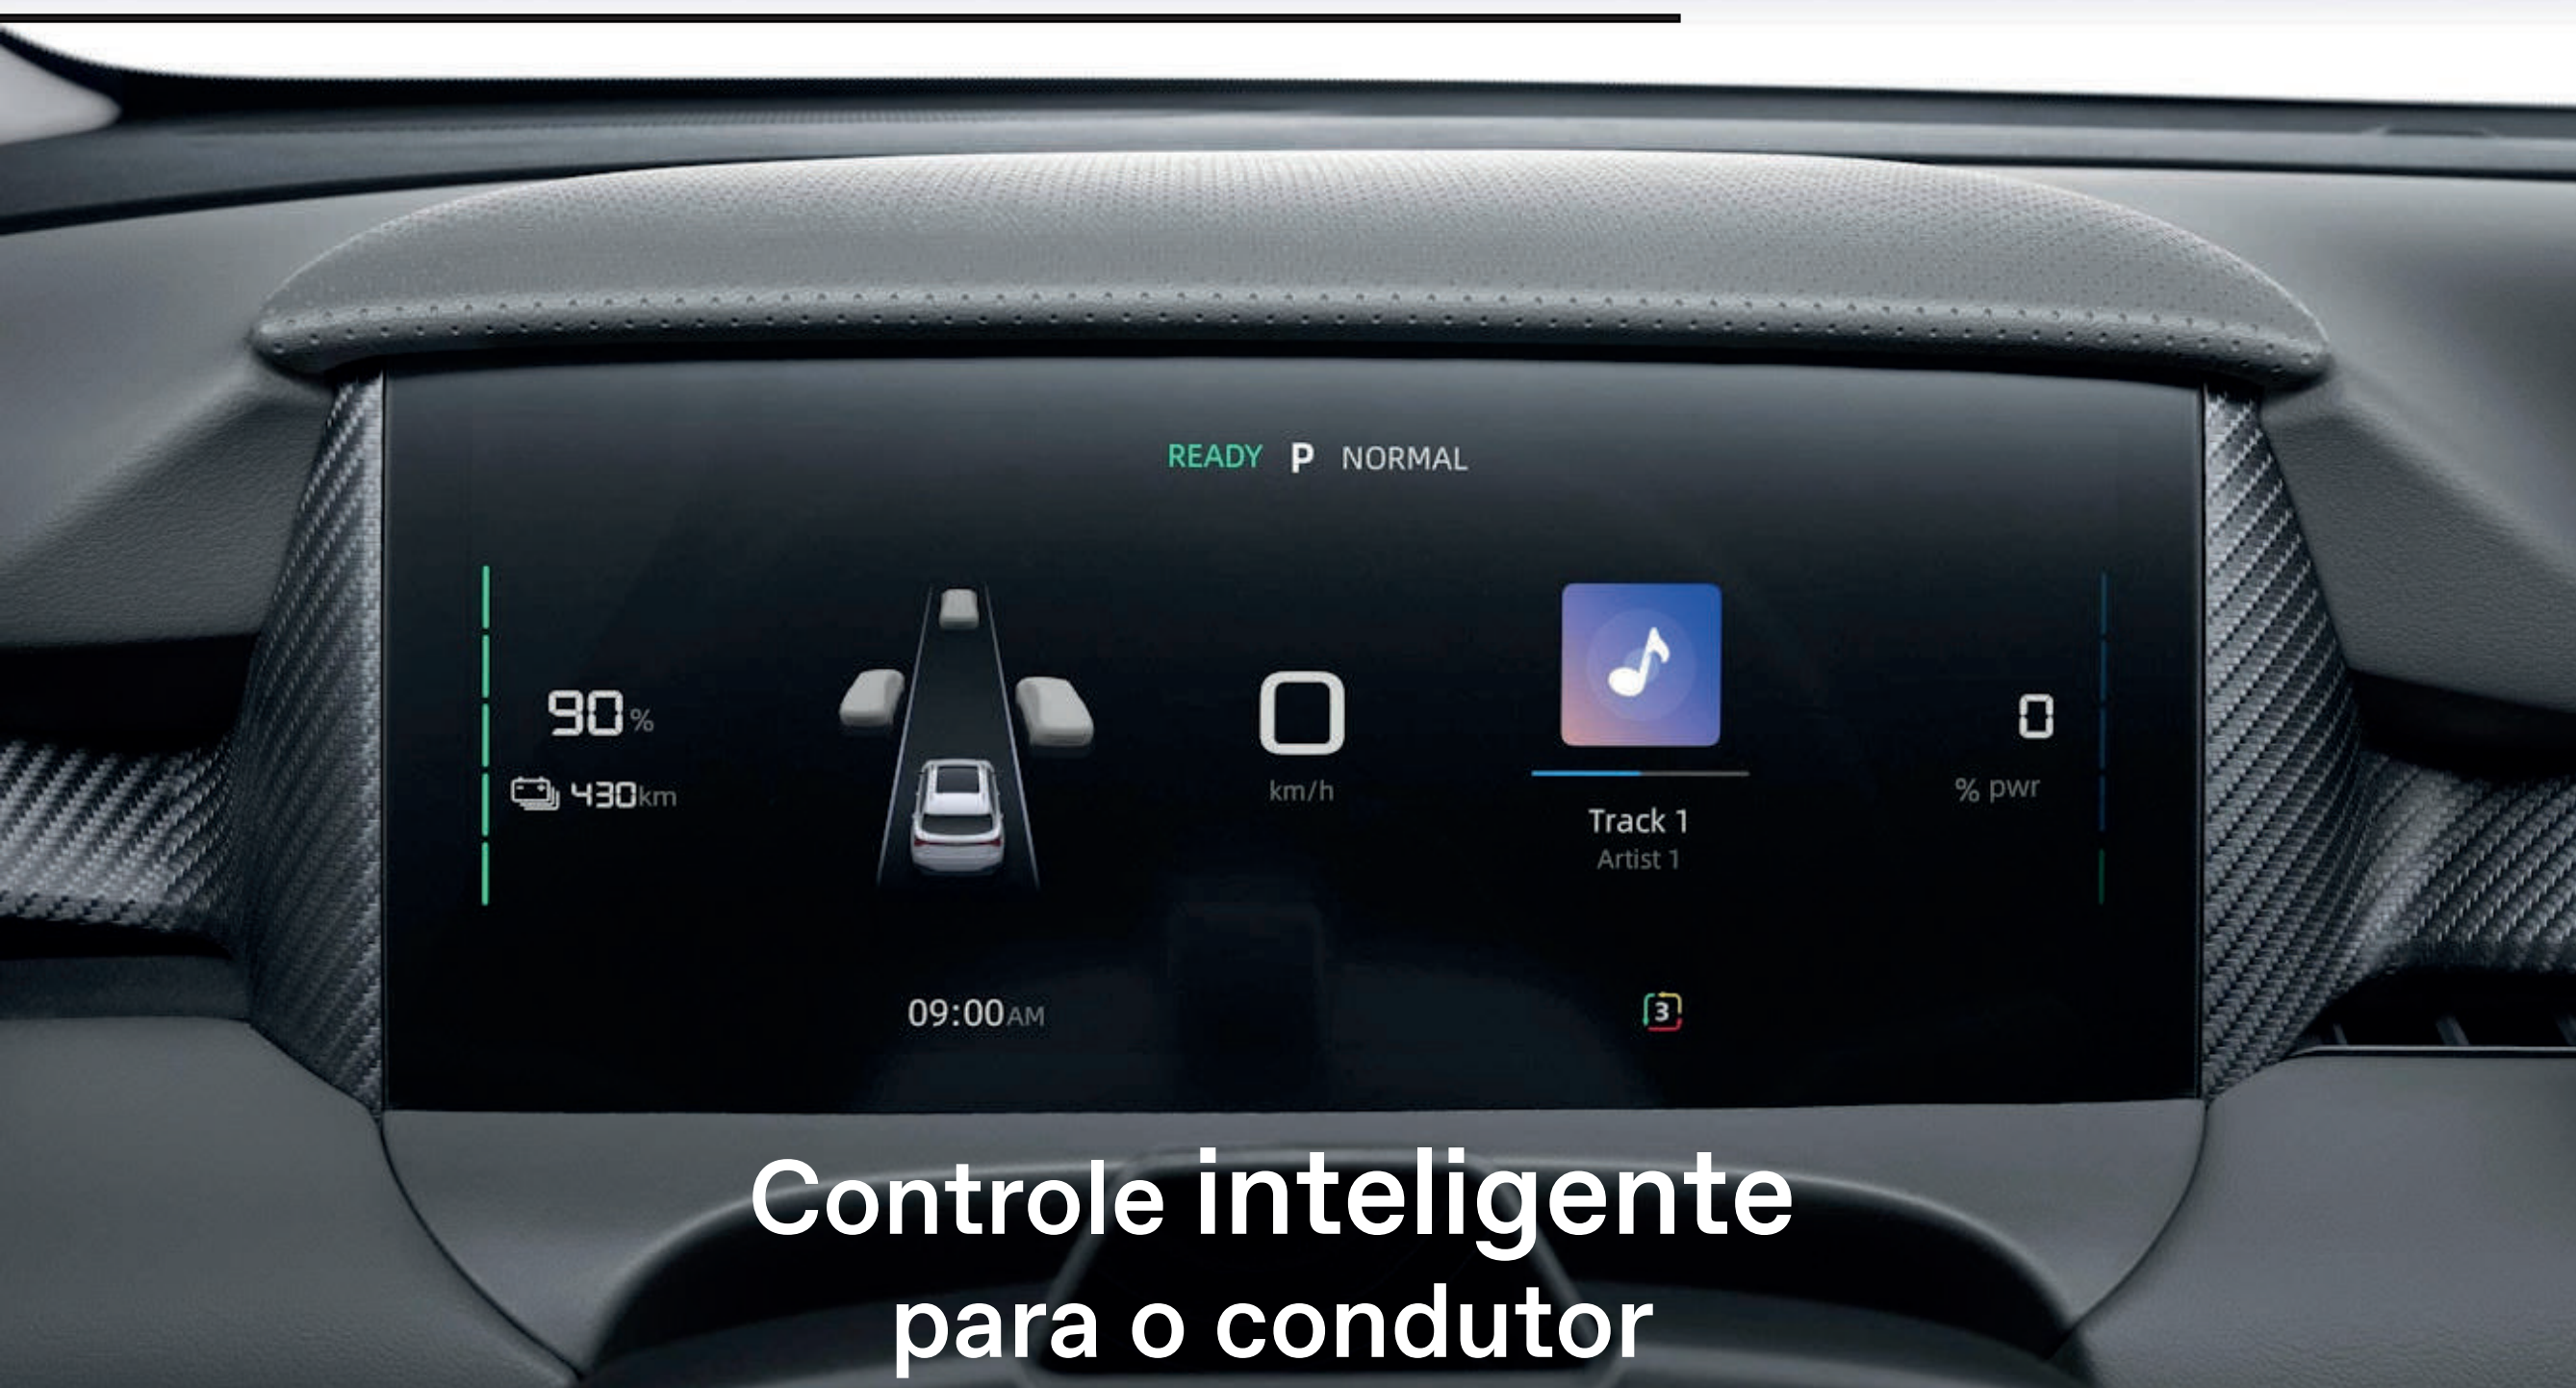 READY P NORMAL
90%
430km
0
km/h
Track 1
Artist 1
0
% pwr
09:00AM
3
Controle inteligente
para o condutor